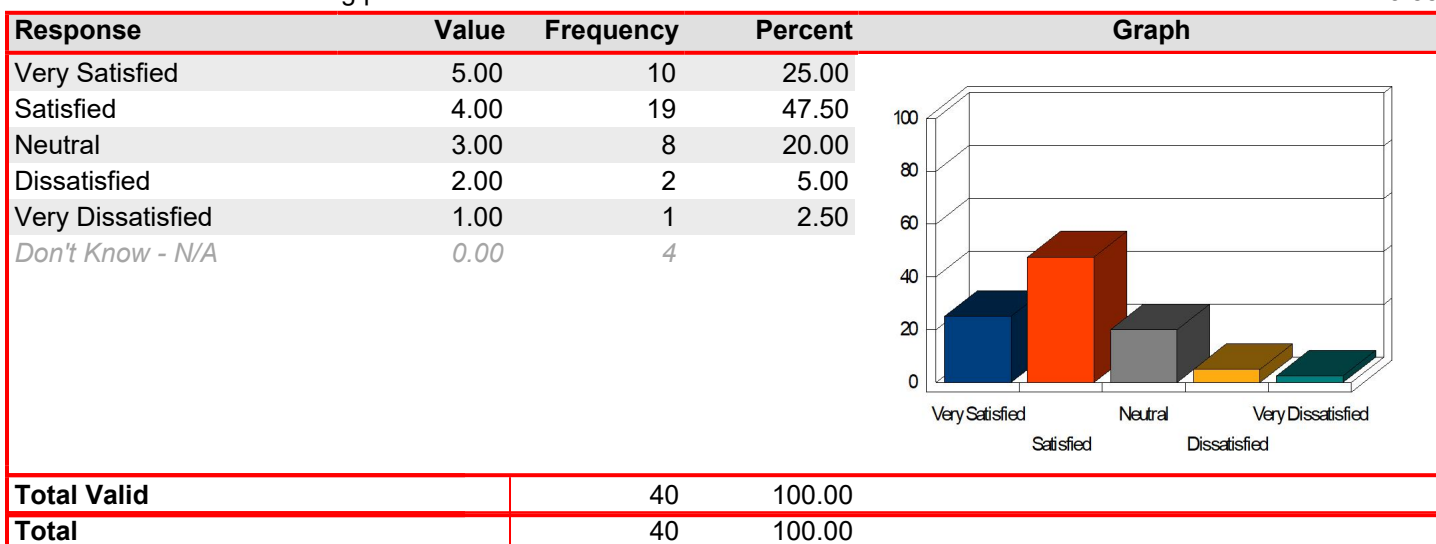 Response Value Frequency Percent Graph
Very Satisfied 5.00 10 25.00
Satisfied 4.00 19 47.50
Neutral 3.00 8 20.00
Dissatisfied 2.00 2 5.00
Very Dissatisfied 1.00 1 2.50
Don't Know - N/A 0.00 4
100
80
60
40
20
0
Very Satisfied Neutral Very Dissatisfied
Satisfied Dissatisfied
Total Valid 40 100.00
Total 40 100.00